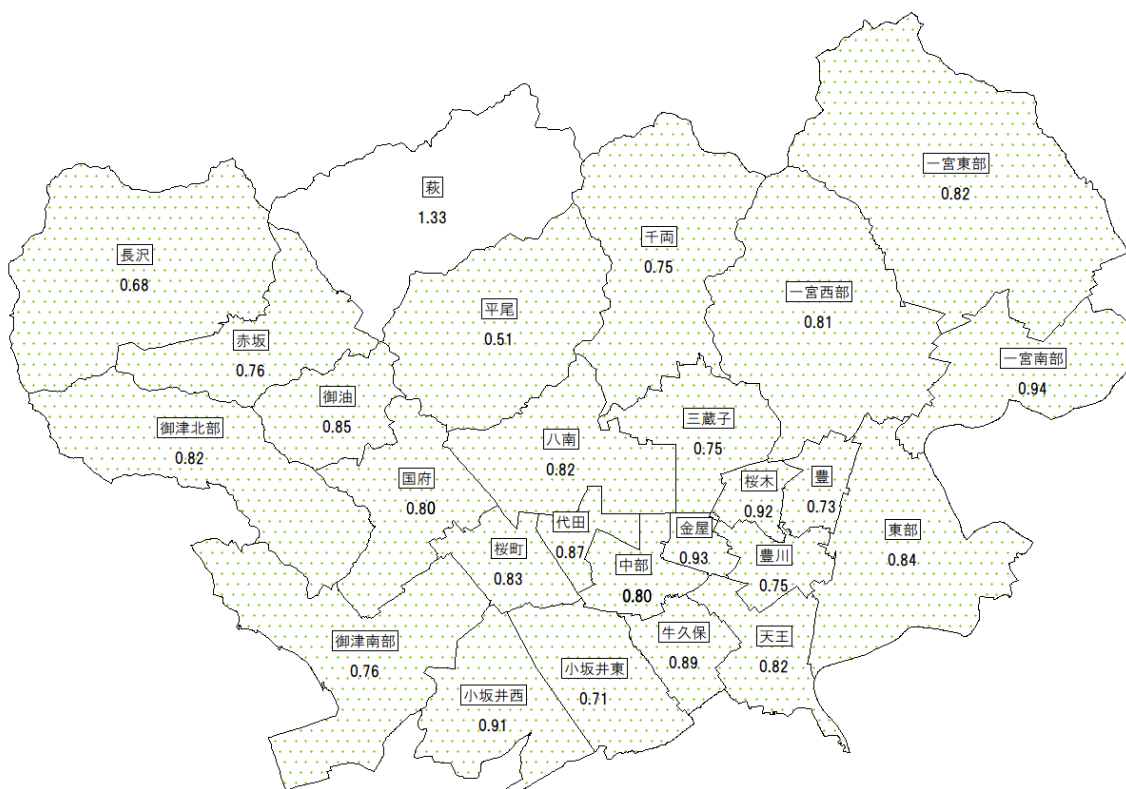 一宮東部
0.82
萩
1.33
千両
0.75
長沢
0.68
一宮西部
0.81
平尾
0.51
赤坂
0.76
一宮南部
0.94
御油
0.85
御津北部
0.82
三蔵子
0.75
八南
0.82
国府
0.80
桜木
0.92
豊
0.73
代田
0.87
金屋
0.93
東部
0.84
桜町
0.83
中部
0.80
豊川
0.75
御津南部
0.76
牛久保
0.89
天王
0.82
小坂井東
0.71
小坂井西
0.91